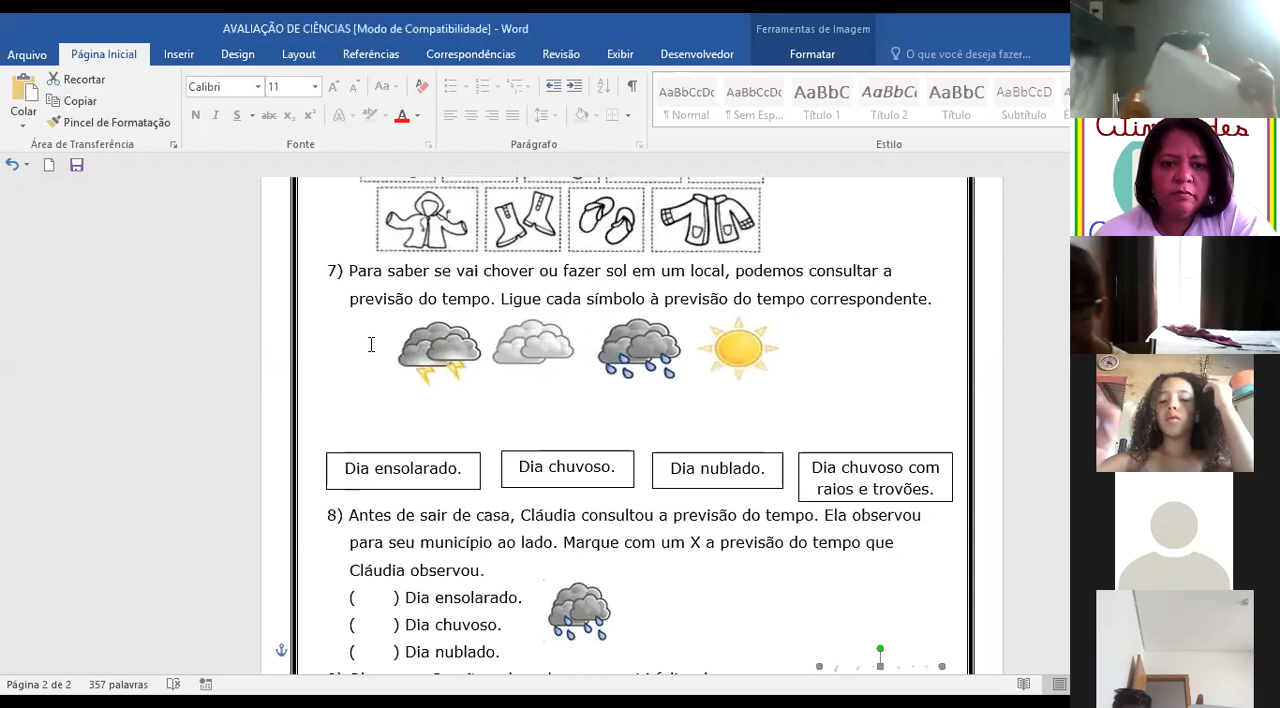 AVALIAÇÃO DE CIÊNCIAS [Modo de Compatibilidade] - Word
Ferramentas de Imagem
Arquivo Página Inicial Inserir Design Layout Referências Correspondências Revisão Exibir Desenvolvedor Formatar O que você deseja fazer...
Colar
Recortar
Copiar
Pincel de Formatação
Calibri 11
N I S abc x₂ x² A
AaBbCcDc AaBbCcDc AaBbC AaBbCc AaBbC AaBbCcD
¶ Normal ¶ Sem Esp... Título 1 Título 2 Título Subtítulo
Área de Transferência Fonte Parágrafo Estilo
7) Para saber se vai chover ou fazer sol em um local, podemos consultar a
previsão do tempo. Ligue cada símbolo à previsão do tempo correspondente.
Dia ensolarado.
Dia chuvoso.
Dia nublado.
Dia chuvoso com
raios e trovões.
8) Antes de sair de casa, Cláudia consultou a previsão do tempo. Ela observou
para seu município ao lado. Marque com um X a previsão do tempo que
Cláudia observou.
( ) Dia ensolarado.
( ) Dia chuvoso.
( ) Dia nublado.
Página 2 de 2 357 palavras